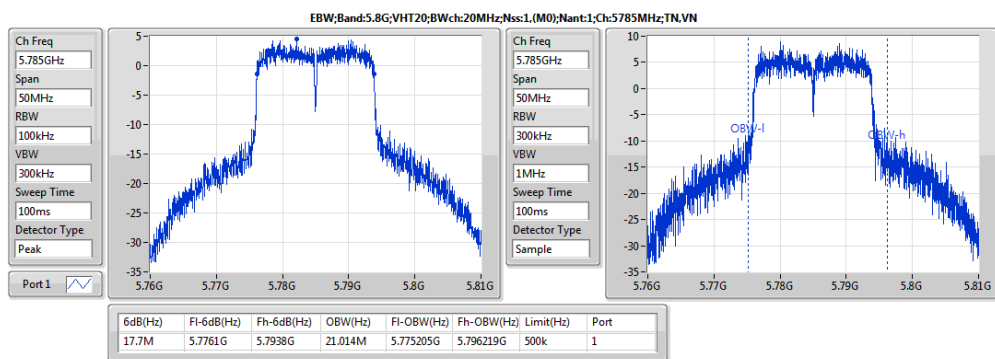 EBW;Band:5.8G;VHT20;BWch:20MHz;Nss:1,(M0);Nant:1;Ch:5785MHz;TN,VN
Ch Freq
5.785GHz
Span
50MHz
RBW
100kHz
VBW
300kHz
Sweep Time
100ms
Detector Type
Peak
Port 1
5
0
-5
-10
-15
-20
-25
-30
-35
5.76G 5.77G 5.78G 5.79G 5.8G 5.81G
Ch Freq
5.785GHz
Span
50MHz
RBW
300kHz
VBW
1MHz
Sweep Time
100ms
Detector Type
Sample
10
5
0
-5
-10
-15
-20
-25
-30
-35
OBW-l
OBW-h
5.76G 5.77G 5.78G 5.79G 5.8G 5.81G
6dB(Hz) Fl-6dB(Hz) Fh-6dB(Hz) OBW(Hz) Fl-OBW(Hz) Fh-OBW(Hz) Limit(Hz) Port
17.7M 5.7761G 5.7938G 21.014M 5.775205G 5.796219G 500k 1